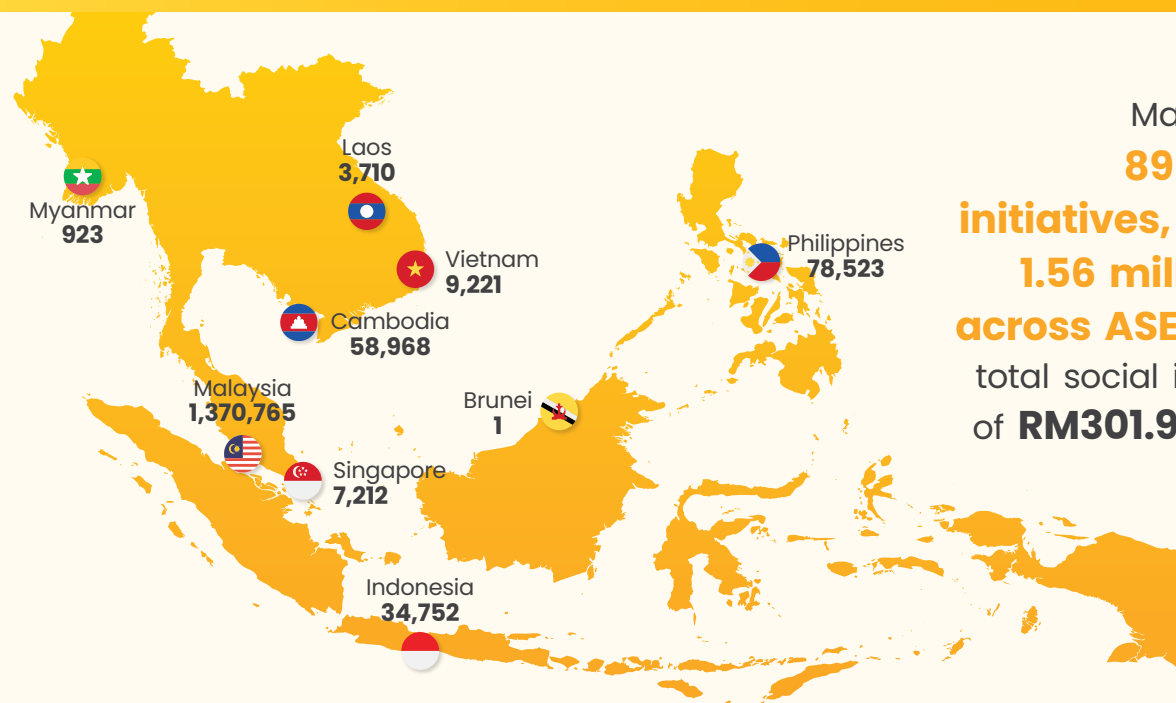 Laos
3,710
Myanmar
923
Vietnam
9,221
Cambodia
58,968
Philippines
78,523
Malaysia
1,370,765
Brunei
1
Singapore
7,212
Indonesia
34,752
89
initiatives,
1.56 mil
across ASE
total social i
of RM301.9